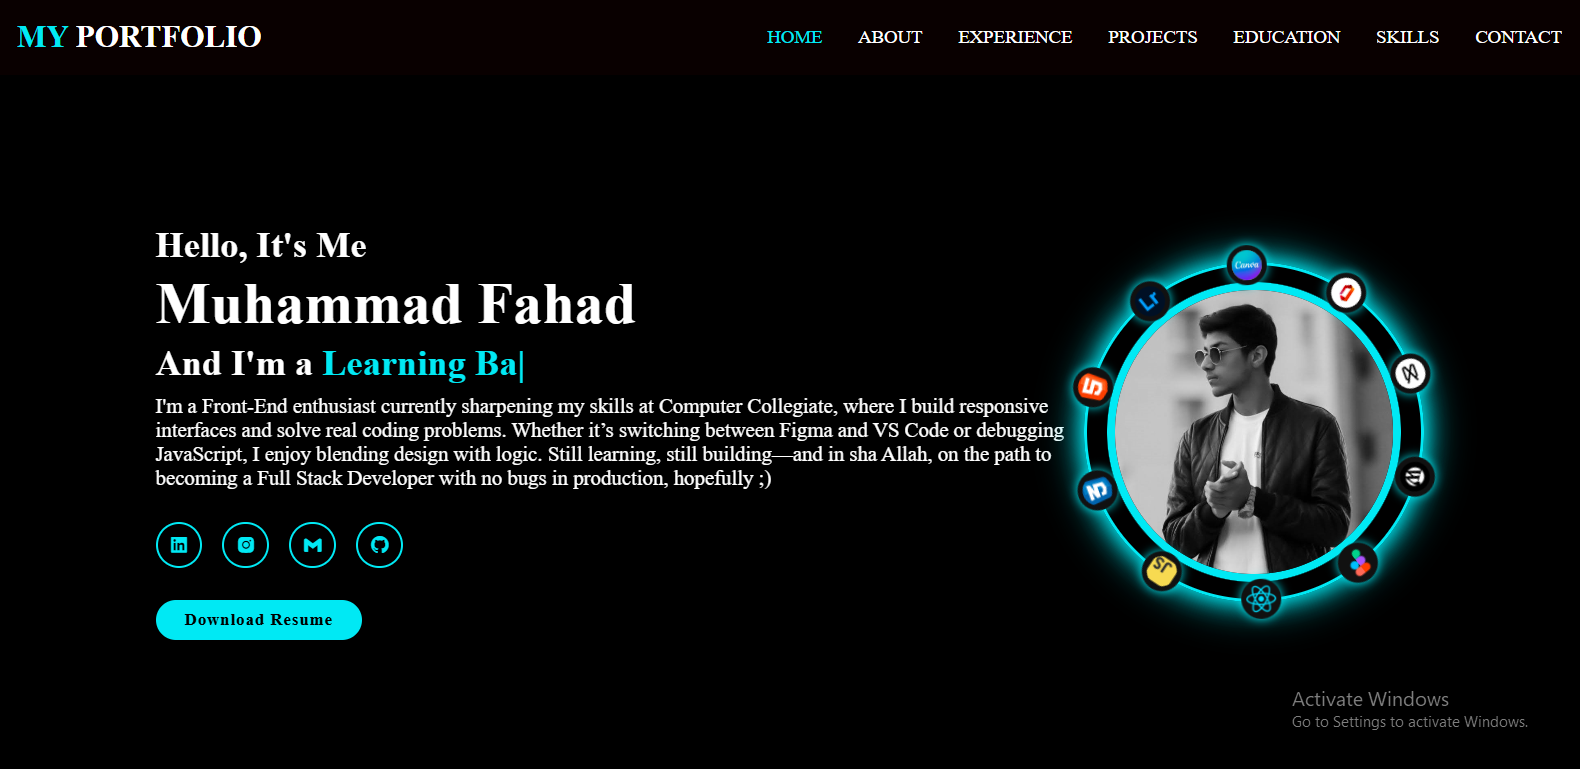 MY PORTFOLIO
HOME ABOUT EXPERIENCE PROJECTS EDUCATION SKILLS CONTACT
Hello, It's Me
Muhammad Fahad
And I'm a Learning Ba|
I'm a Front-End enthusiast currently sharpening my skills at Computer Collegiate, where I build responsive
interfaces and solve real coding problems. Whether it’s switching between Figma and VS Code or debugging
JavaScript, I enjoy blending design with logic. Still learning, still building—and in sha Allah, on the path to
becoming a Full Stack Developer with no bugs in production, hopefully ;)
in
Download Resume
Canva
Lr
JS
Activate Windows
Go to Settings to activate Windows.